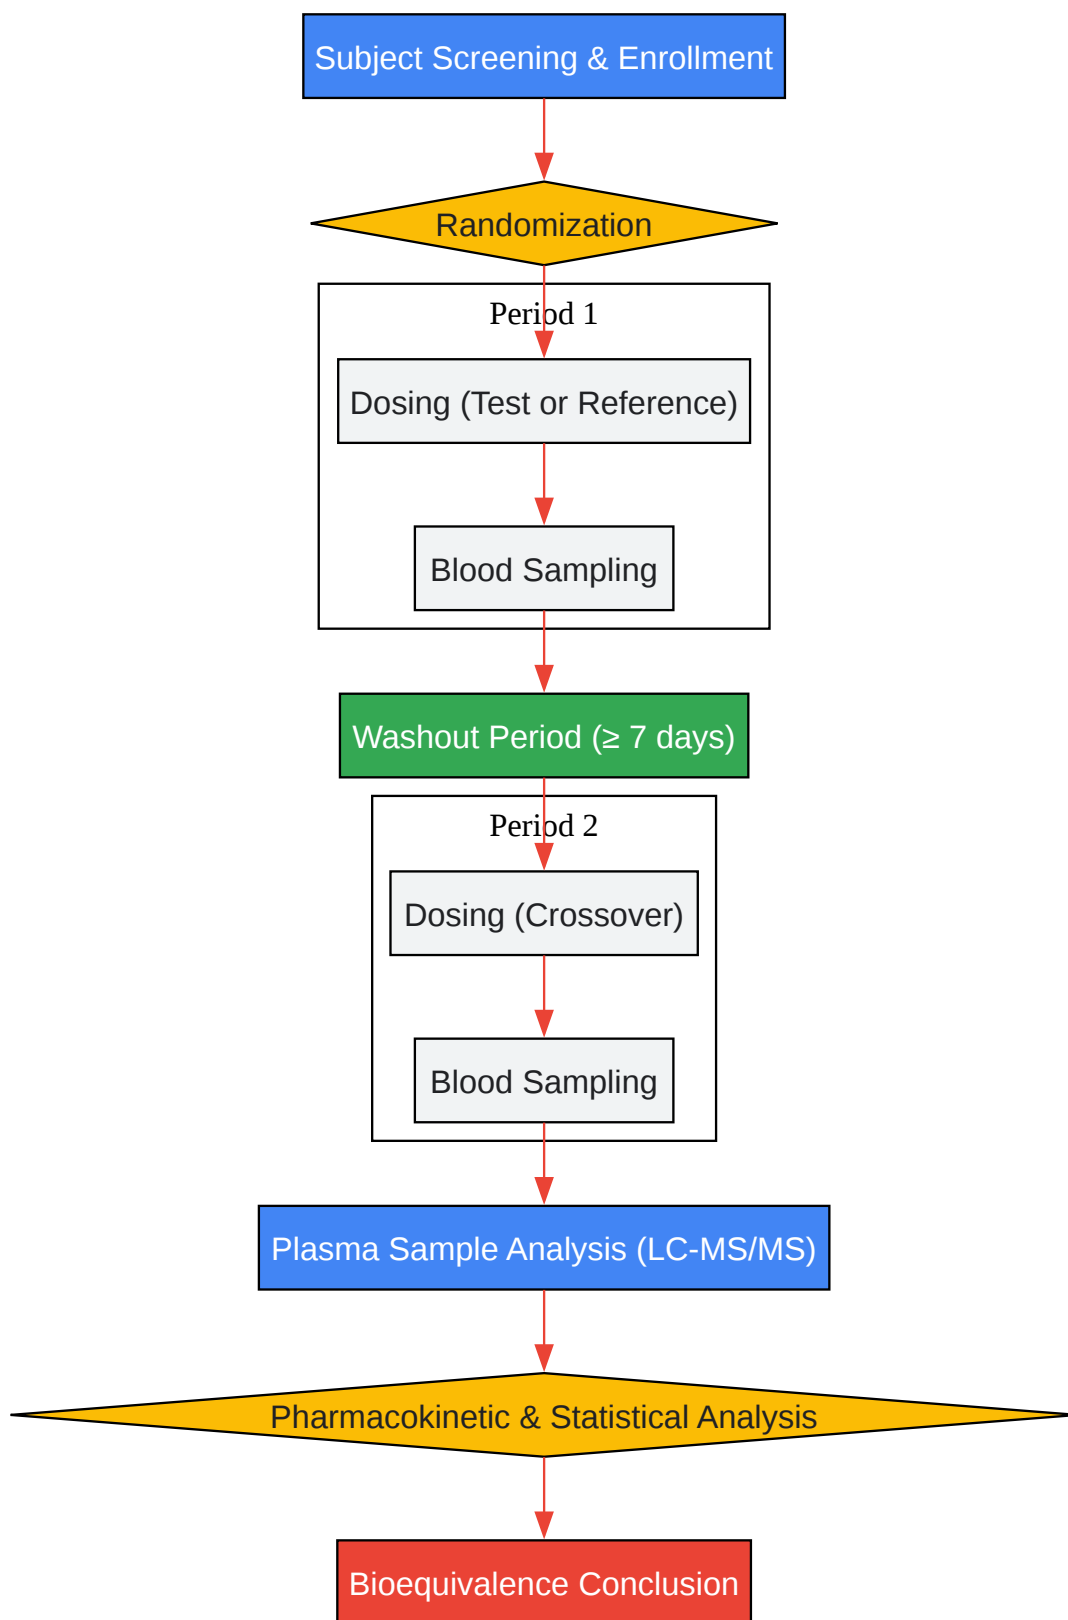 Subject Screening & Enrollment
Randomization
Period 1
Dosing (Test or Reference)
Blood Sampling
Washout Period (≥ 7 days)
Period 2
Dosing (Crossover)
Blood Sampling
Plasma Sample Analysis (LC-MS/MS)
Pharmacokinetic & Statistical Analysis
Bioequivalence Conclusion